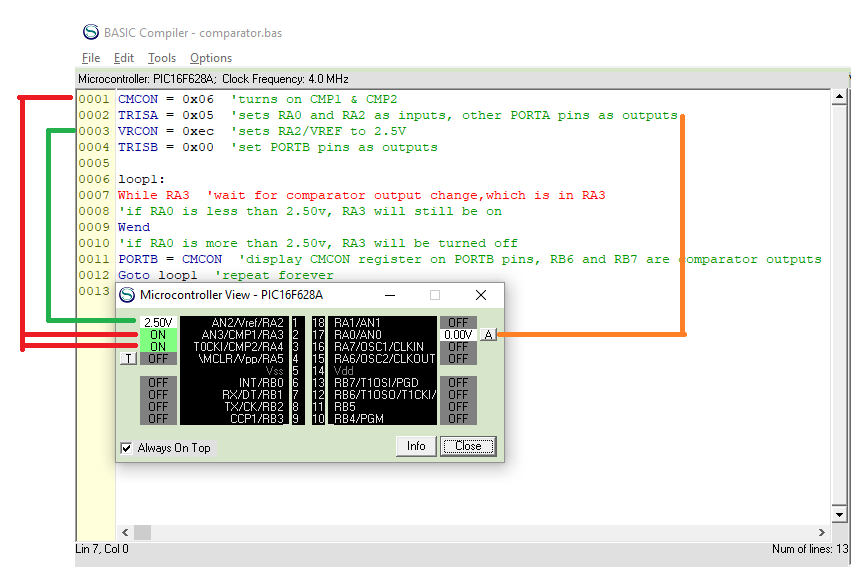 BASIC Compiler - comparator.bas
File Edit Tools Options
Microcontroller: PIC16F628A; Clock Frequency: 4.0 MHz
0001 CMCON = 0x06 'turns on CMP1 & CMP2
0002 TRISA = 0x05 'sets RA0 and RA2 as inputs, other PORTA pins as outputs
0003 VRCON = 0xec 'sets RA2/VREF to 2.5V
0004 TRISB = 0x00 'set PORTB pins as outputs
0005
0006 loop1:
0007 While RA3 'wait for comparator output change,which is in RA3
0008 'if RA0 is less than 2.50v, RA3 will still be on
0009 Wend
0010 'if RA0 is more than 2.50v, RA3 will be turned off
0011 PORTB = CMCON 'display CMCON register on PORTB pins, RB6 and RB7 are comparator outputs
0012 Goto loop1 'repeat forever
0013
Microcontroller View - PIC16F628A
2.50V AN2/Vref/RA2 1 18 RA1/AN1 OFF
ON AN3/CMP1/RA3 2 17 RA0/AN0 0.00V A
ON T0CKI/CMP2/RA4 3 16 RA7/OSC1/CLKIN OFF
T OFF \MCLR/Vpp/RA5 4 15 RA6/OSC2/CLKOUT OFF
Vss 5 14 Vdd
OFF INT/RB0 6 13 RB7/T1OSI/PGD OFF
OFF RX/DT/RB1 7 12 RB6/T1OSO/T1CKI/ OFF
OFF TX/CK/RB2 8 11 RB5 OFF
OFF CCP1/RB3 9 10 RB4/PGM OFF
Always On Top Info Close
Lin 7, Col 0 Num of lines: 13